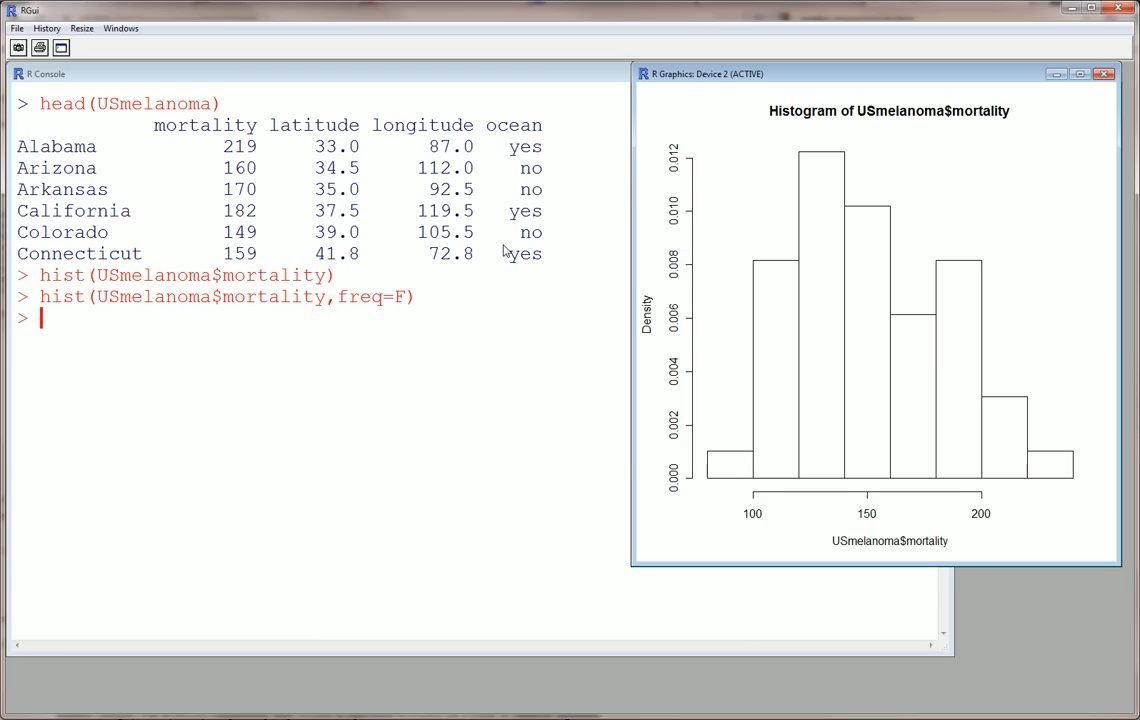 RGui
File History Resize Windows
R Console
> head(USmelanoma)
mortality latitude longitude ocean
Alabama 219 33.0 87.0 yes
Arizona 160 34.5 112.0 no
Arkansas 170 35.0 92.5 no
California 182 37.5 119.5 yes
Colorado 149 39.0 105.5 no
Connecticut 159 41.8 72.8 yes
> hist(USmelanoma$mortality)
> hist(USmelanoma$mortality,freq=F)
>
R Graphics: Device 2 (ACTIVE)
Histogram of USmelanoma$mortality
Density
0.012
0.010
0.008
0.006
0.004
0.002
0.000
100 150 200
USmelanoma$mortality